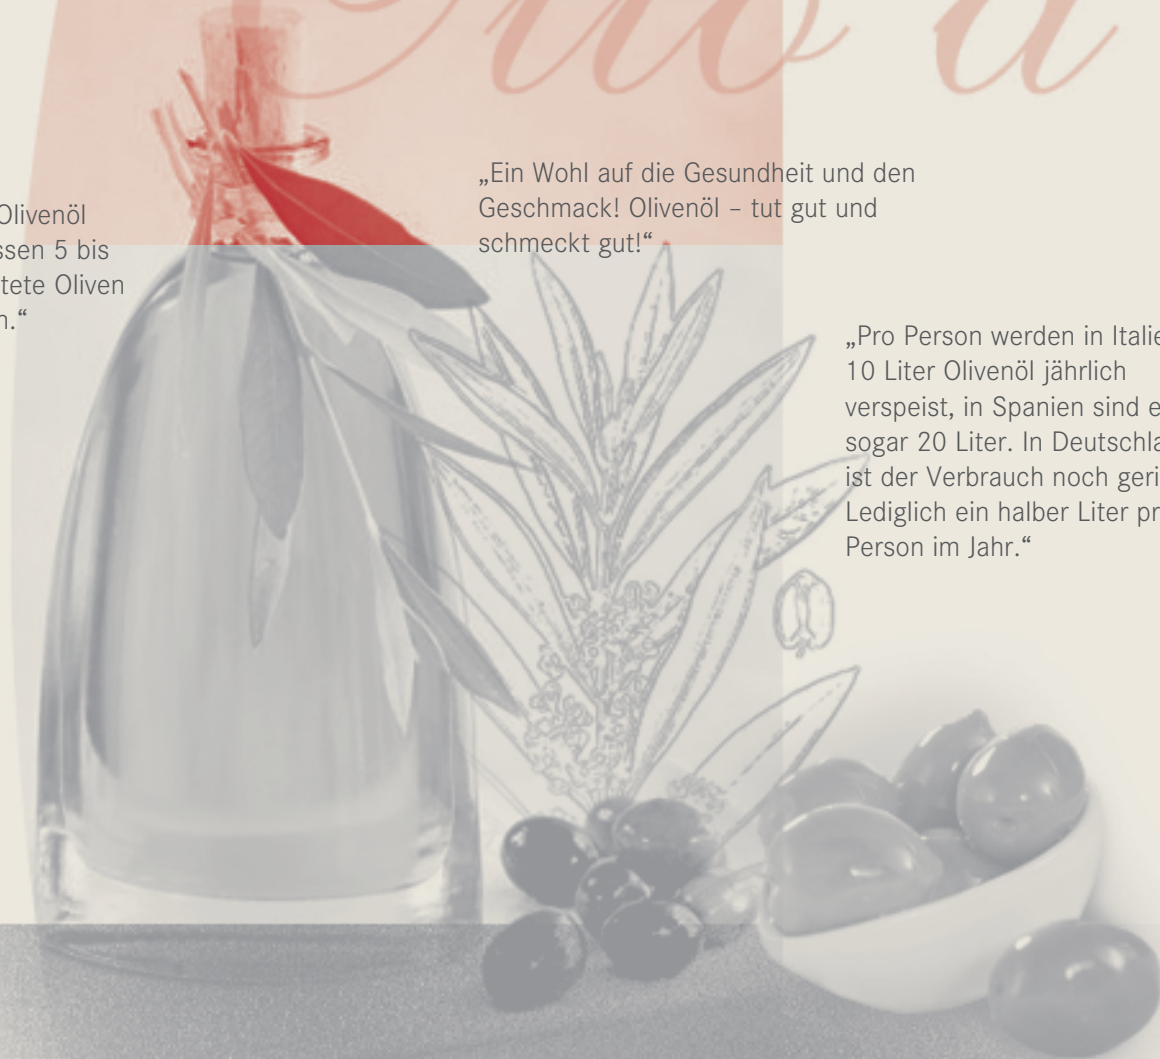 Olivenöl
ssen 5 bis
tete Oliven
n.“
„Ein Wohl auf die Gesundheit und den
Geschmack! Olivenöl – tut gut und
schmeckt gut!“
„Pro Person werden in Italie
10 Liter Olivenöl jährlich
verspeist, in Spanien sind e
sogar 20 Liter. In Deutschla
ist der Verbrauch noch geri
Lediglich ein halber Liter pr
Person im Jahr.“